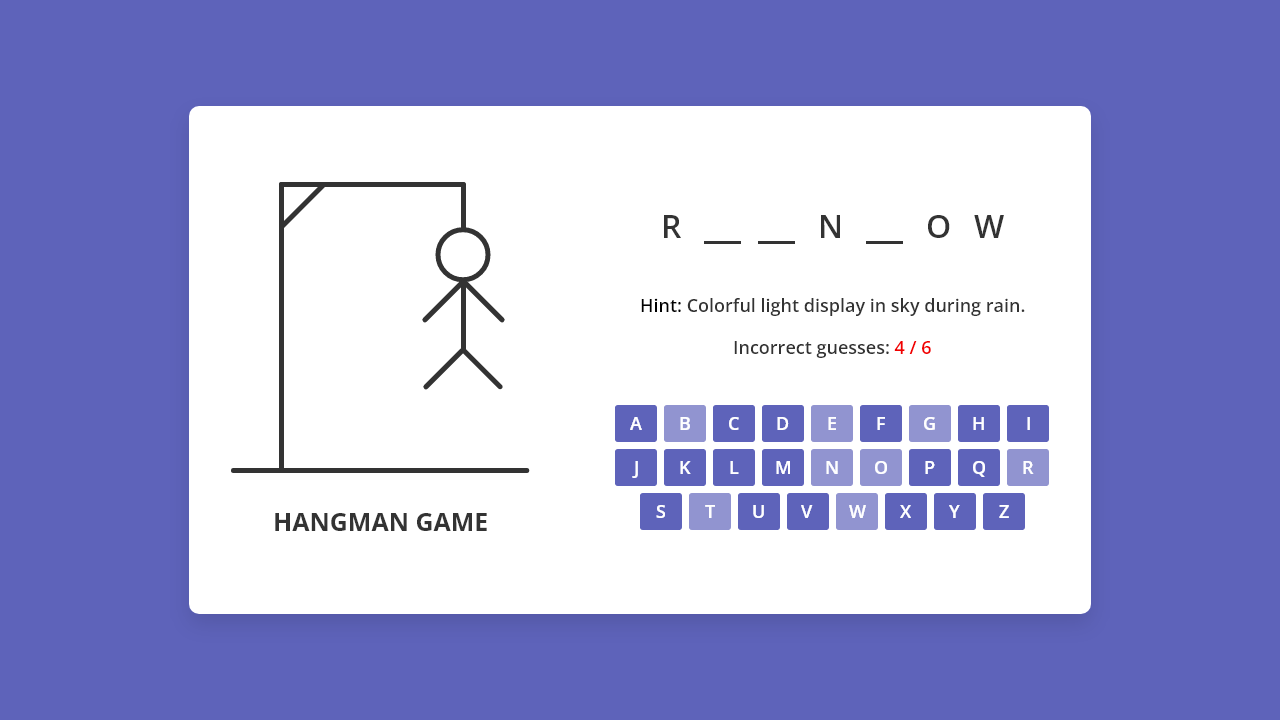 R __ __ N __ O W
Hint: Colorful light display in sky during rain.
Incorrect guesses: 4 / 6
A B C D E F G H I
J K L M N O P Q R
S T U V W X Y Z
HANGMAN GAME